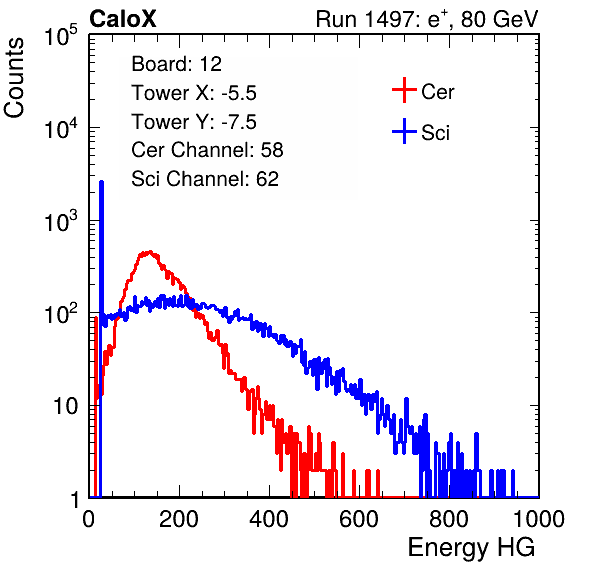 CaloX Run 1497: e⁺, 80 GeV
Counts
10⁵
10⁴
10³
10²
10
1
Board: 12
Tower X: -5.5
Tower Y: -7.5
Cer Channel: 58
Sci Channel: 62
Cer
Sci
0 200 400 600 800 1000
Energy HG